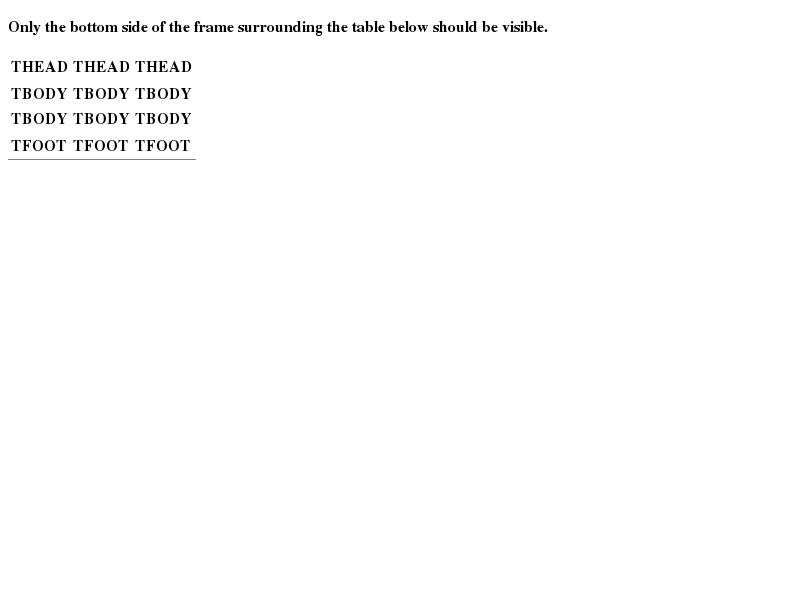 Only the bottom side of the frame surrounding the table below should be visible.
THEAD THEAD THEAD
TBODY TBODY TBODY
TBODY TBODY TBODY
TFOOT TFOOT TFOOT